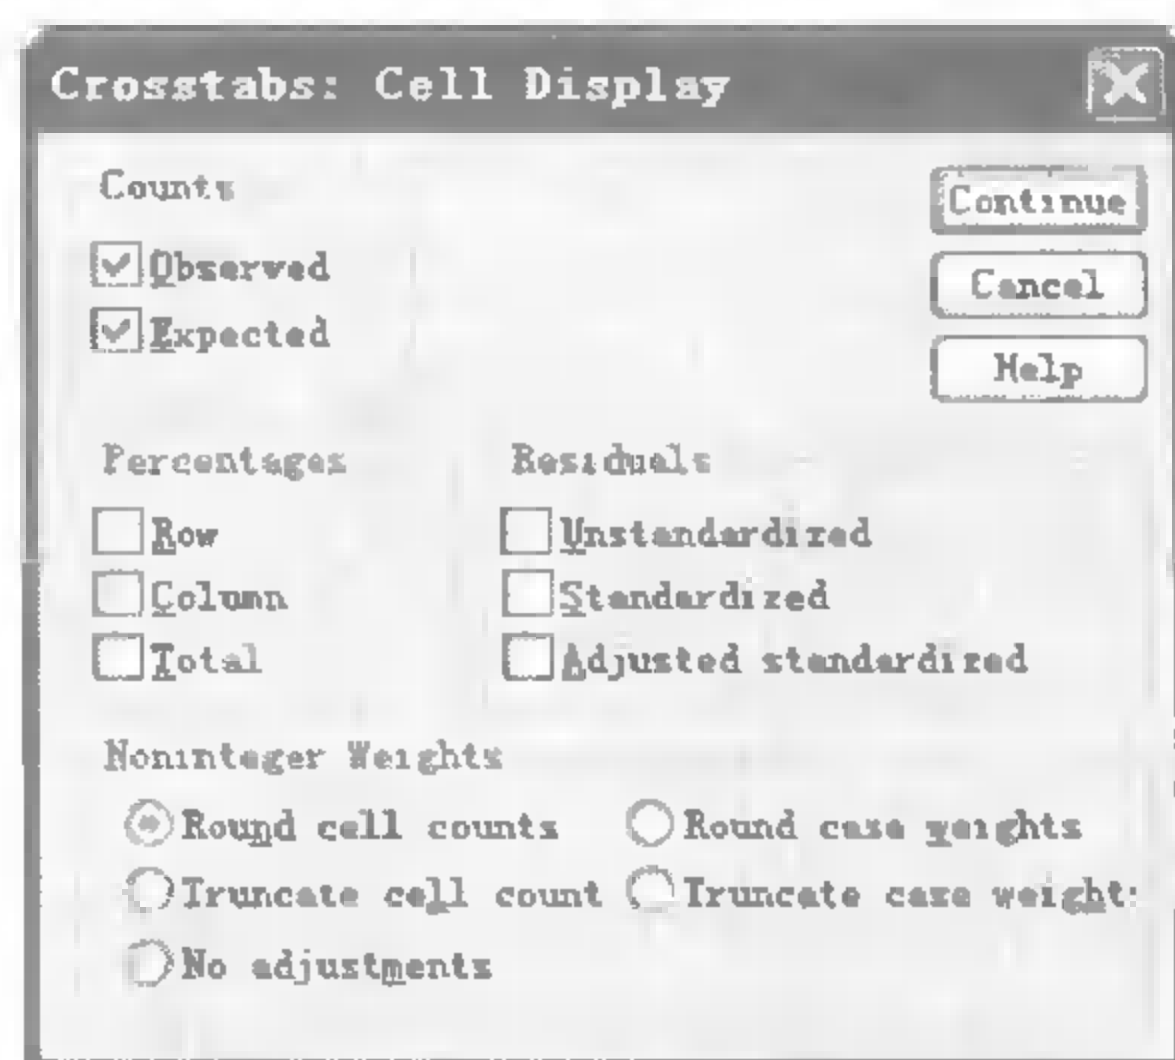 Crosstabs: Cell Display
Counts
Observed
Expected
Continue
Cancel
Help
Percentages
Row
Column
Total
Residuals
Unstandardized
Standardized
Adjusted standardized
Noninteger Weights
Round cell counts
Round case weights
Truncate cell count
Truncate case weight
No adjustments